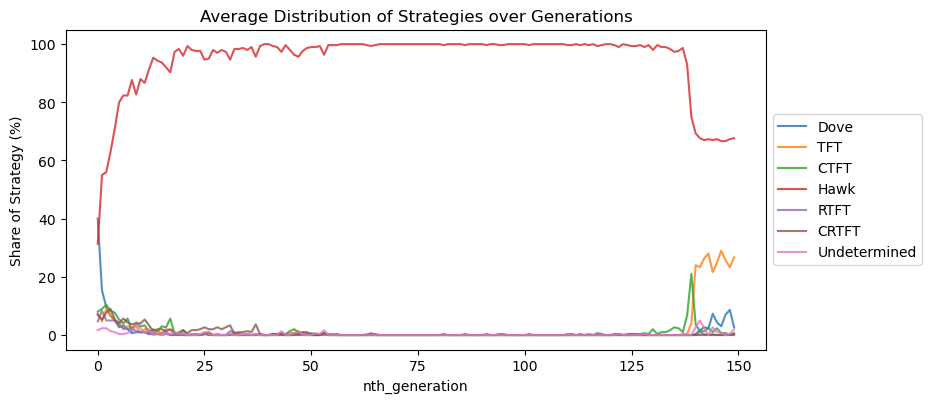 Average Distribution of Strategies over Generations
Share of Strategy (%)
100
80
60
40
20
0
0 25 50 75 100 125 150
nth_generation
Dove
TFT
CTFT
Hawk
RTFT
CRTFT
Undetermined